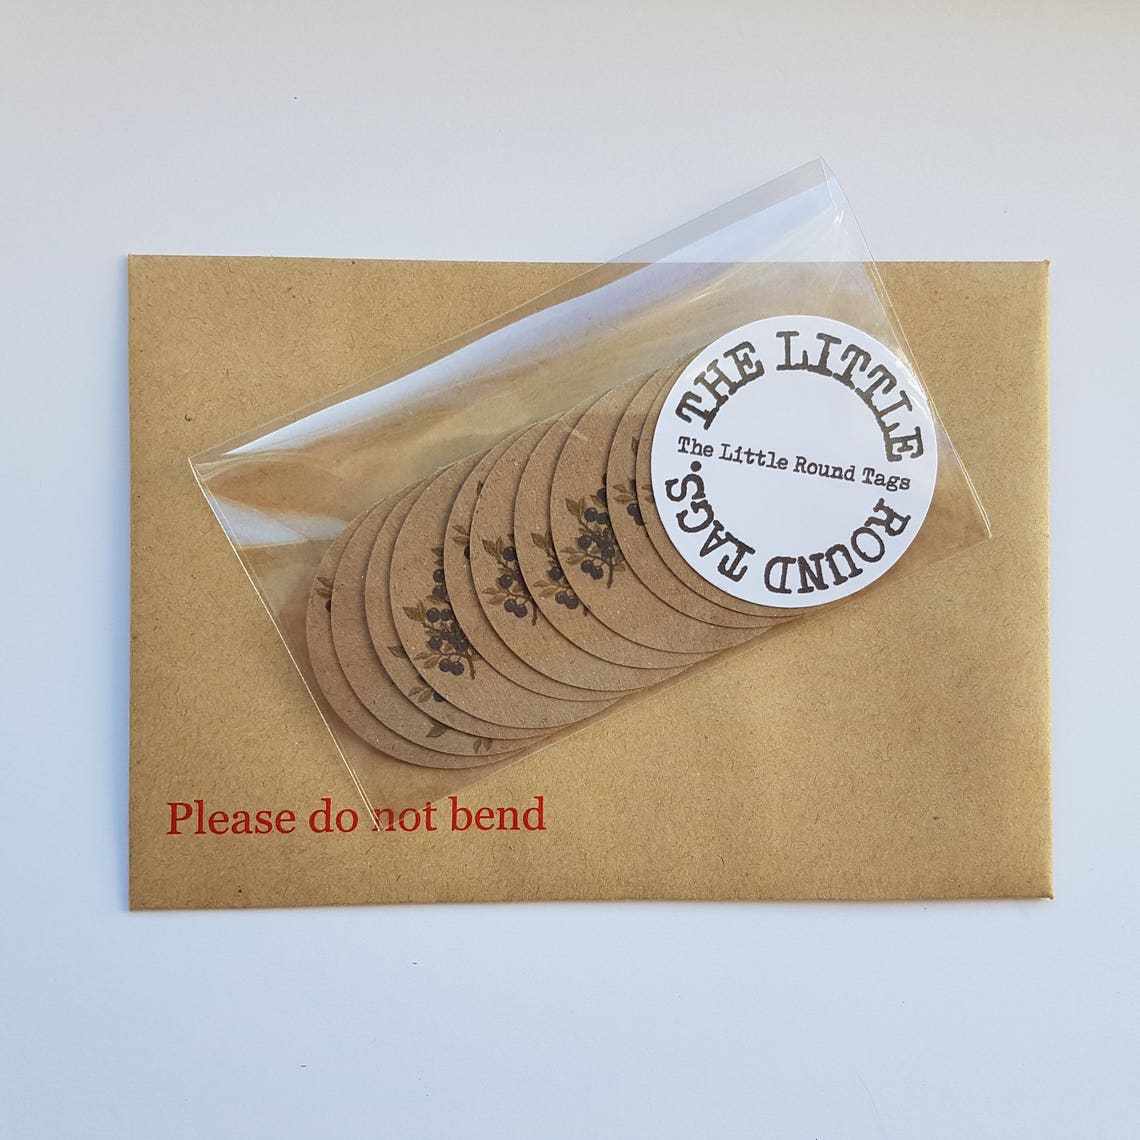 THE LITTLE ROUND TAGS.
The Little Round Tags
Please do not bend